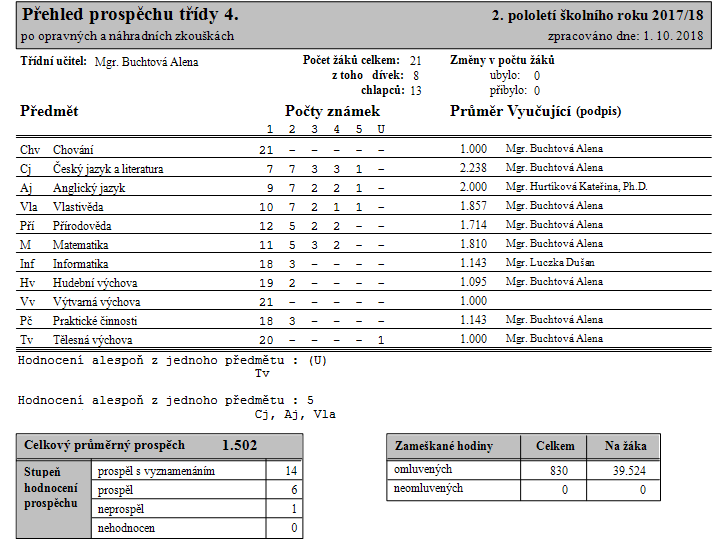 Přehled prospěchu třídy 4. 2. pololetí školního roku 2017/18
po opravných a náhradních zkouškách zpracováno dne: 1. 10. 2018
Třídní učitel: Mgr. Buchtová Alena Počet žáků celkem: 21 Změny v počtu žáků
z toho dívek: 8 ubylo: 0
chlapců: 13 přibylo: 0
Předmět Počty známek Průměr Vyučující (podpis)
1 2 3 4 5 U
Chv Chování 21 – – – – – 1.000 Mgr. Buchtová Alena
Cj Český jazyk a literatura 7 7 3 3 1 – 2.238 Mgr. Buchtová Alena
Aj Anglický jazyk 9 7 2 2 1 – 2.000 Mgr. Hurtíková Kateřina, Ph.D.
Vla Vlastivěda 10 7 2 1 1 – 1.857 Mgr. Buchtová Alena
Pří Přírodověda 12 5 2 2 – – 1.714 Mgr. Buchtová Alena
M Matematika 11 5 3 2 – – 1.810 Mgr. Buchtová Alena
Inf Informatika 18 3 – – – – 1.143 Mgr. Luczka Dušan
Hv Hudební výchova 19 2 – – – – 1.095 Mgr. Buchtová Alena
Vv Výtvarná výchova 21 – – – – – 1.000
Pč Praktické činnosti 18 3 – – – – 1.143 Mgr. Buchtová Alena
Tv Tělesná výchova 20 – – – – 1 1.000 Mgr. Buchtová Alena
Hodnocení alespoň z jednoho předmětu : (U)
Tv
Hodnocení alespoň z jednoho předmětu : 5
Cj, Aj, Vla
Celkový průměrný prospěch 1.502
Stupeň hodnocení prospěchu
prospěl s vyznamenáním 14
prospěl 6
neprospěl 1
nehodnocen 0
Zameškané hodiny Celkem Na žáka
omluvených 830 39.524
neomluvených 0 0